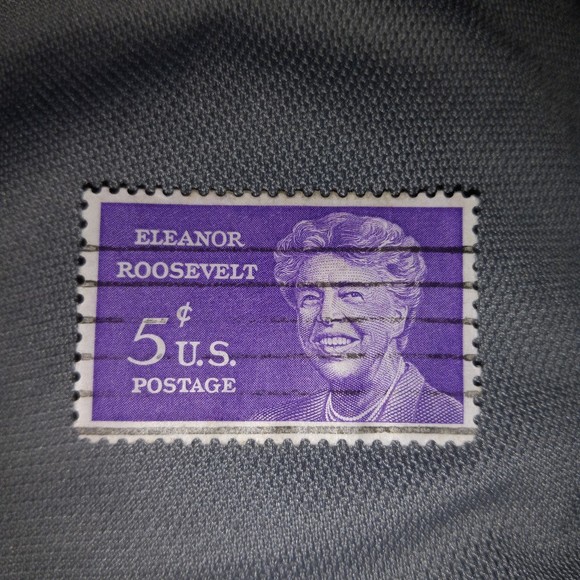 ELEANOR
ROOSEVELT
5¢ U.S.
POSTAGE